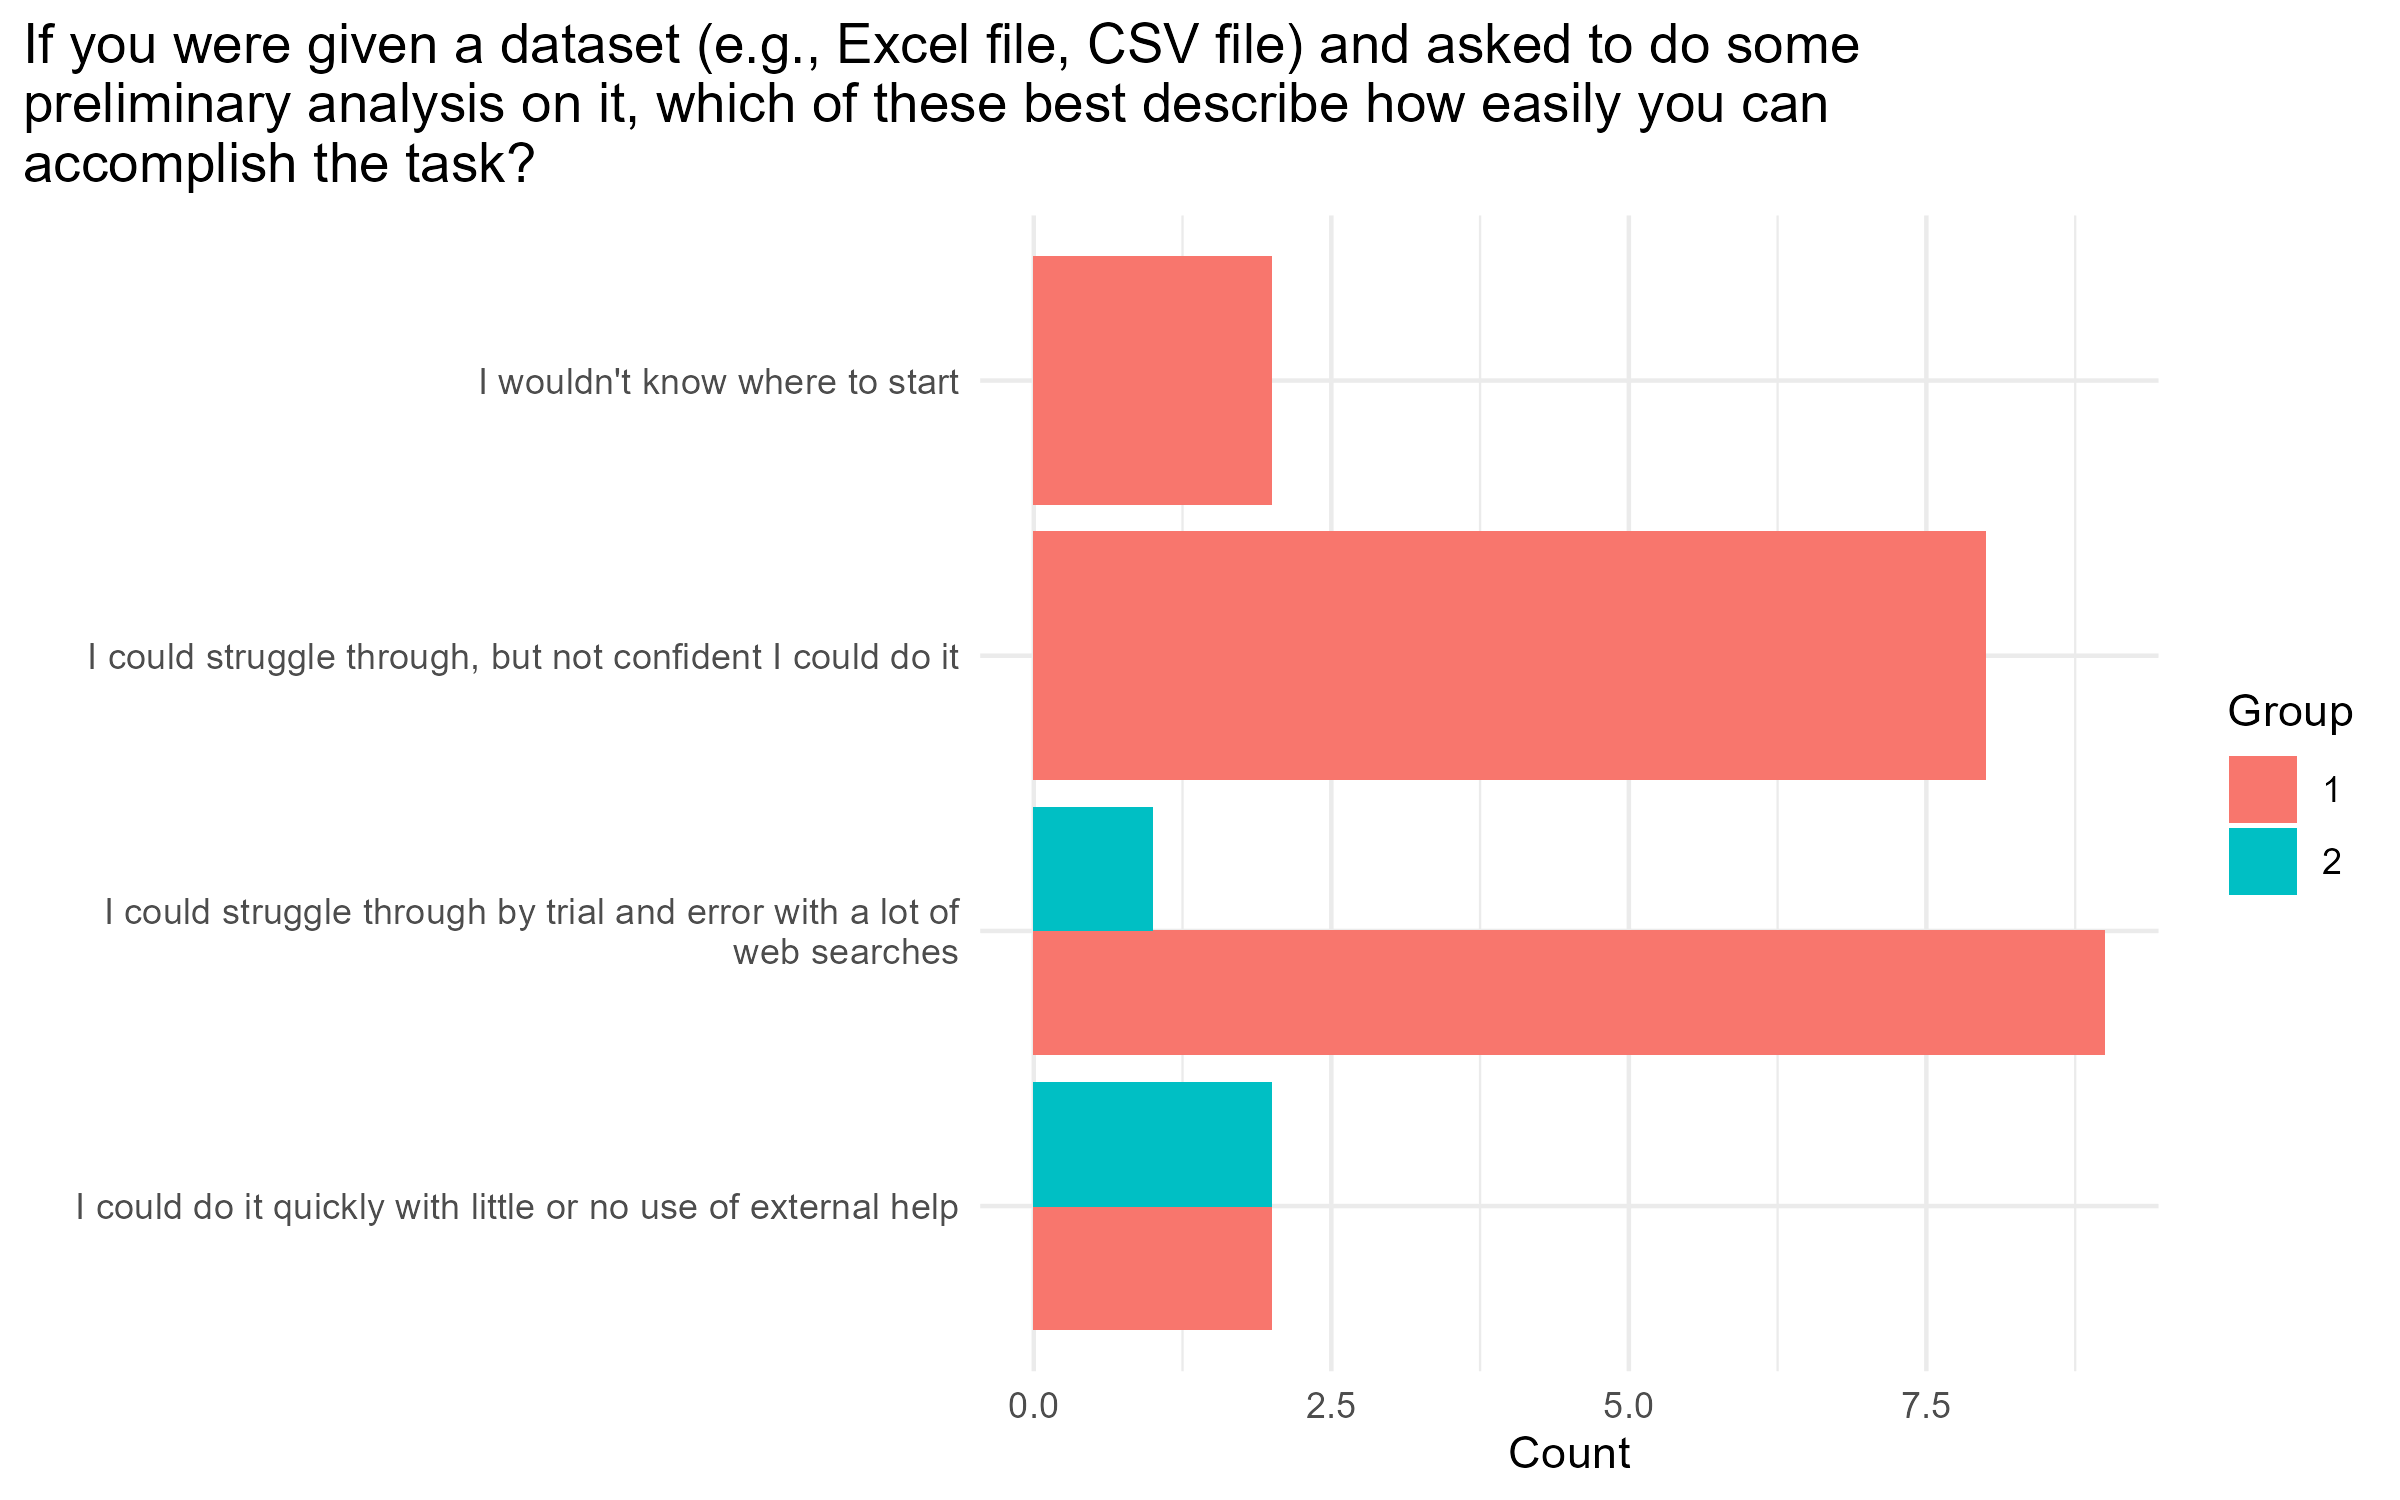 If you were given a dataset (e.g., Excel file, CSV file) and asked to do some
preliminary analysis on it, which of these best describe how easily you can
accomplish the task?
I wouldn't know where to start
I could struggle through, but not confident I could do it
I could struggle through by trial and error with a lot of
web searches
I could do it quickly with little or no use of external help
0.0 2.5 5.0 7.5
Count
Group
1
2